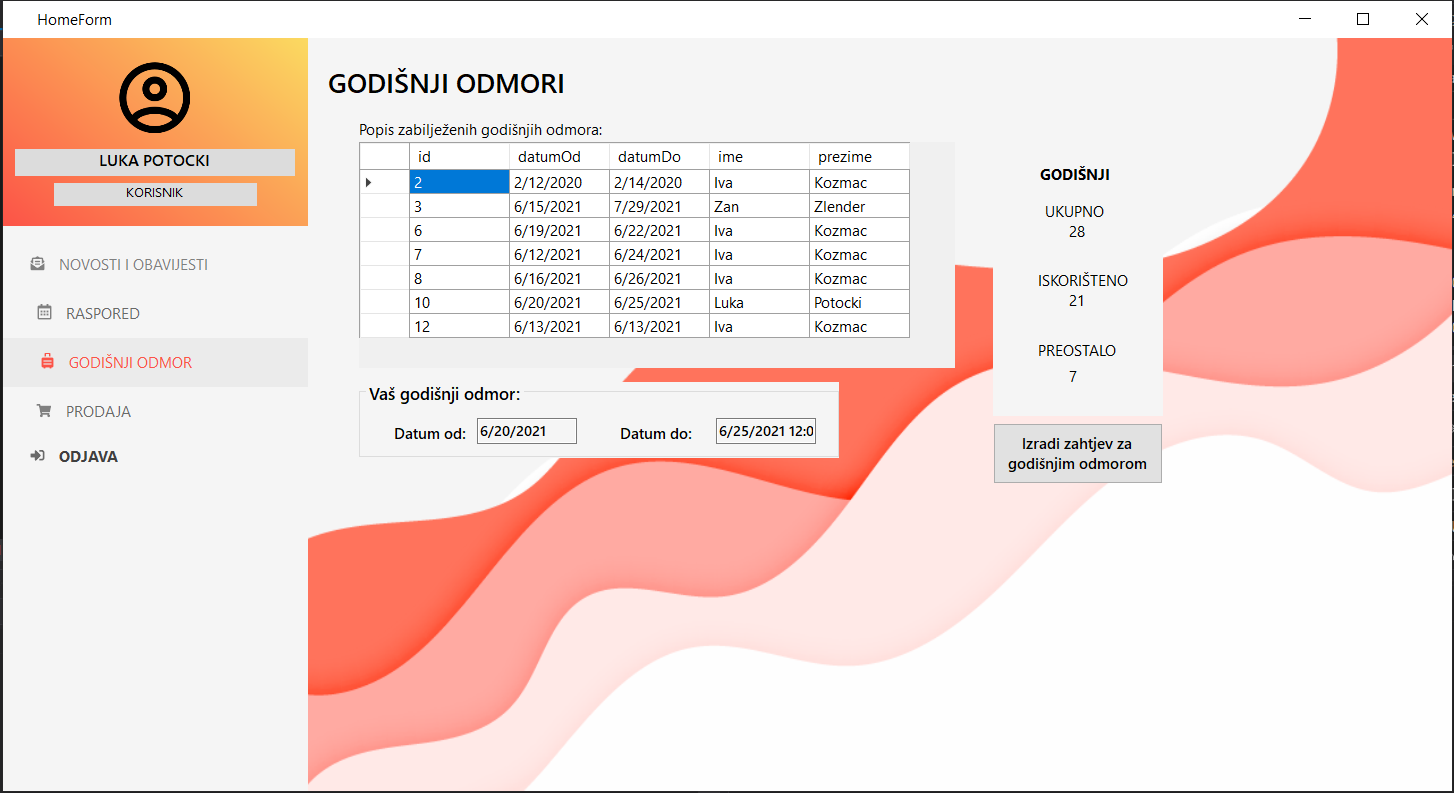 HomeForm
LUKA POTOCKI
KORISNIK
NOVOSTI I OBAVIJESTI
RASPORED
GODIŠNJI ODMOR
PRODAJA
ODJAVA
GODIŠNJI ODMORI
Popis zabilježenih godišnjih odmora:
id datumOd datumDo ime prezime
2 2/12/2020 2/14/2020 Iva Kozmac
3 6/15/2021 7/29/2021 Zan Zlender
6 6/19/2021 6/22/2021 Iva Kozmac
7 6/12/2021 6/24/2021 Iva Kozmac
8 6/16/2021 6/26/2021 Iva Kozmac
10 6/20/2021 6/25/2021 Luka Potocki
12 6/13/2021 6/13/2021 Iva Kozmac
Vaš godišnji odmor:
Datum od: 6/20/2021 Datum do: 6/25/2021 12:0
GODIŠNJI
UKUPNO
28
ISKORIŠTENO
21
PREOSTALO
7
Izradi zahtjev za
godišnjim odmorom